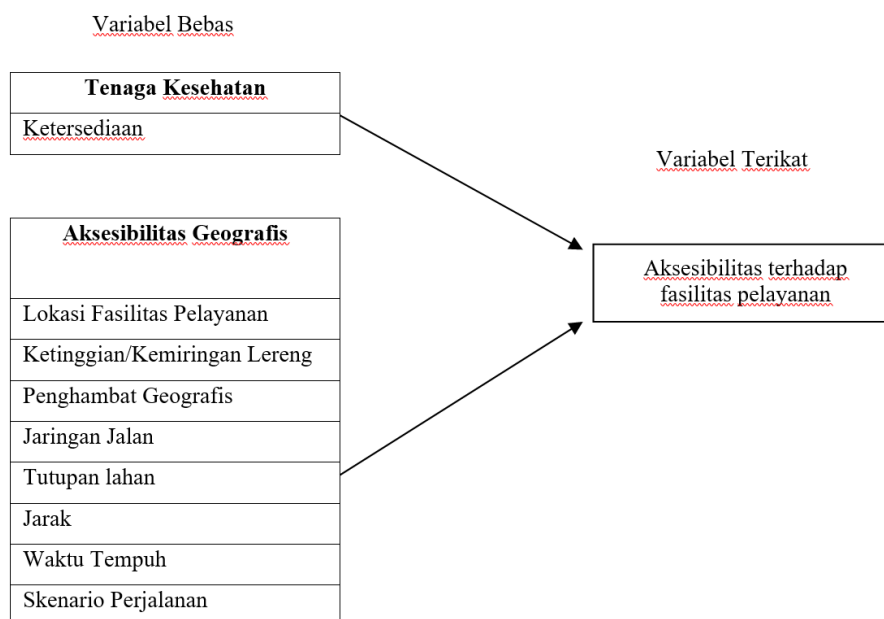 Variabel Bebas
Tenaga Kesehatan
Ketersediaan
Variabel Terikat
Aksesibilitas Geografis
Aksesibilitas terhadap
fasilitas pelayanan
Lokasi Fasilitas Pelayanan
Ketinggian/Kemiringan Lereng
Penghambat Geografis
Jaringan Jalan
Tutupan lahan
Jarak
Waktu Tempuh
Skenario Perjalanan